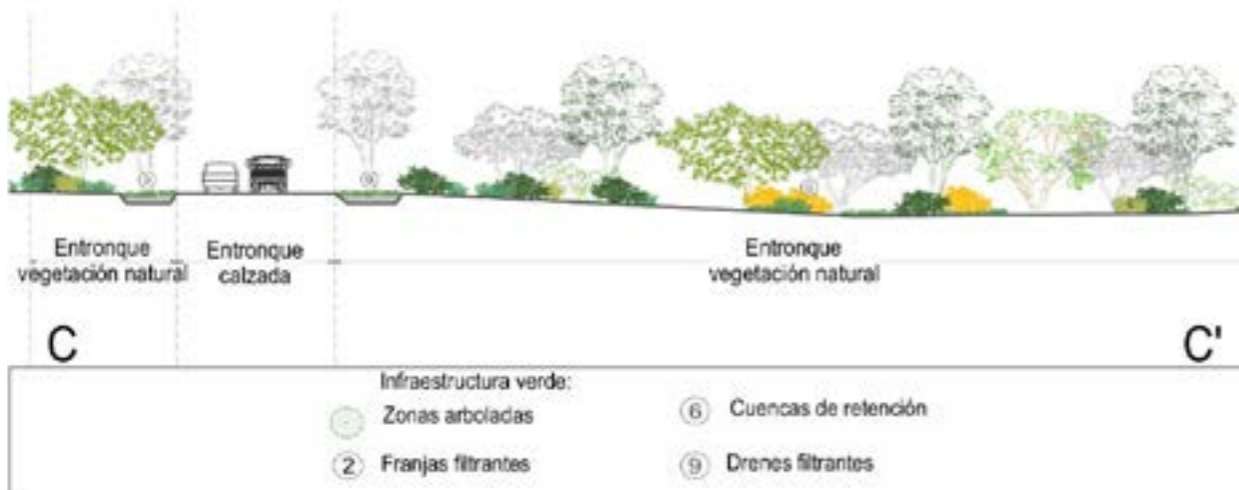 Entronque
vegetación natural
Entronque
calzada
Entronque
vegetación natural
C
C'
Infraestructura verde:
Zonas arboladas
6 Cuencas de retención
2 Franjas filtrantes
9 Drenes filtrantes